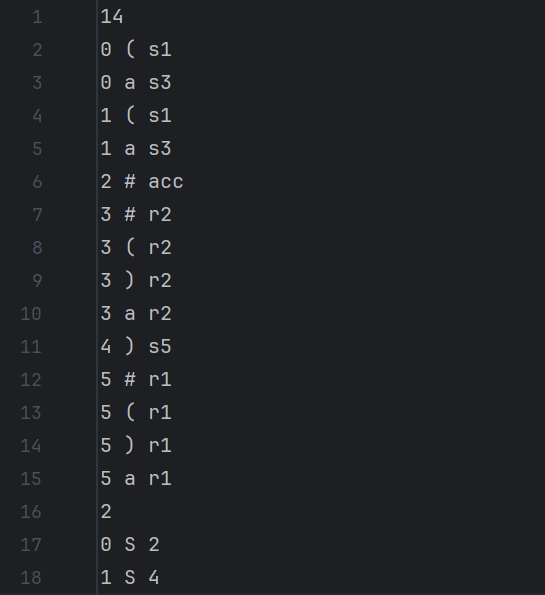 1 14
2 0 ( s1
3 0 a s3
4 1 ( s1
5 1 a s3
6 2 # acc
7 3 # r2
8 3 ( r2
9 3 ) r2
10 3 a r2
11 4 ) s5
12 5 # r1
13 5 ( r1
14 5 ) r1
15 5 a r1
16 2
17 0 S 2
18 1 S 4